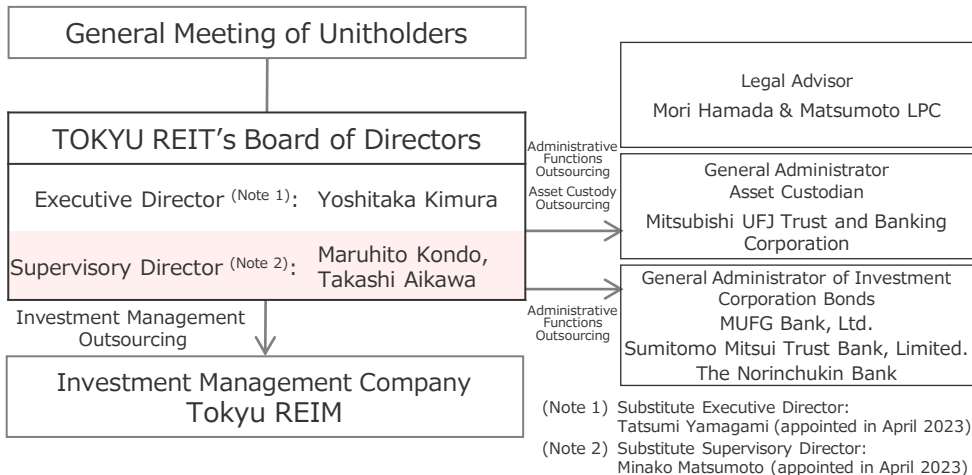 General Meeting of Unitholders
TOKYU REIT's Board of Directors
Executive Director (Note 1): Yoshitaka Kimura
Supervisory Director (Note 2): Maruhito Kondo,
Takashi Aikawa
Investment Management
Outsourcing
Investment Management Company
Tokyu REIM
Administrative
Functions
Outsourcing
Asset Custody
Outsourcing
Administrative
Functions
Outsourcing
Legal Advisor
Mori Hamada & Matsumoto LPC
General Administrator
Asset Custodian
Mitsubishi UFJ Trust and Banking
Corporation
General Administrator of Investment
Corporation Bonds
MUFG Bank, Ltd.
Sumitomo Mitsui Trust Bank, Limited.
The Norinchukin Bank
(Note 1) Substitute Executive Director:
Tatsumi Yamagami (appointed in April 2023)
(Note 2) Substitute Supervisory Director:
Minako Matsumoto (appointed in April 2023)